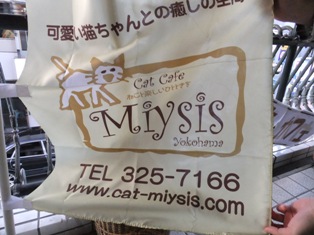 可愛い猫ちゃんとの癒しの空間
Cat Cafe
Miysis
Yokohama
TEL 325-7166
www.cat-miysis.com